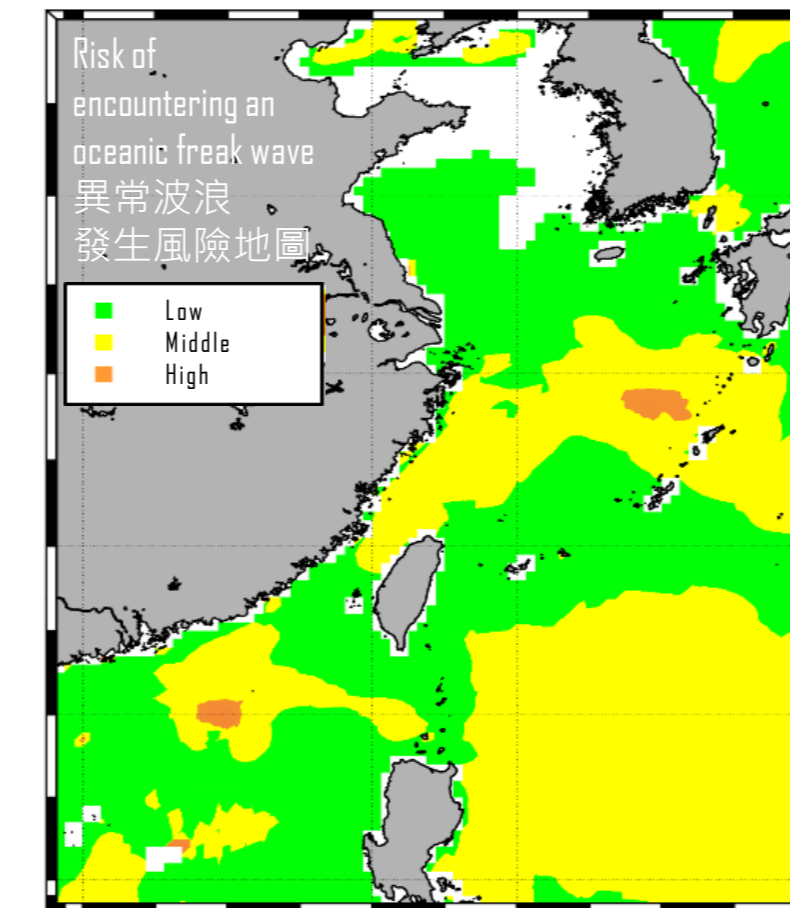 Risk of
encountering an
oceanic freak wave
異常波浪
發生風險地圖
Low
Middle
High